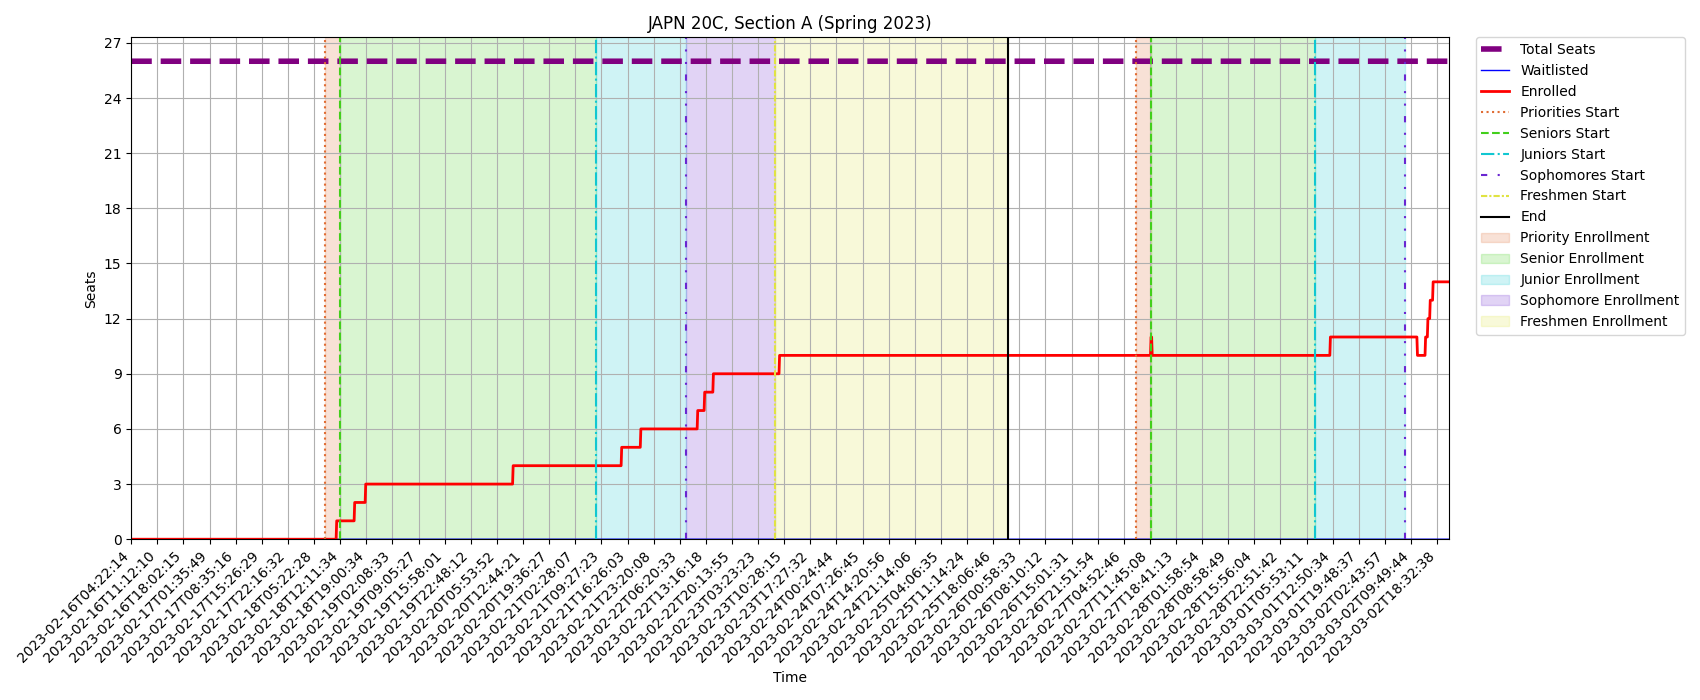 JAPN 20C, Section A (Spring 2023)
27
24
21
18
15
12
9
6
3
0
Seats
2023-02-16T04:22:14
2023-02-16T11:12:10
2023-02-16T18:02:15
2023-02-17T01:35:49
2023-02-17T08:35:16
2023-02-17T15:26:29
2023-02-17T22:16:32
2023-02-18T05:22:28
2023-02-18T12:11:34
2023-02-18T19:00:34
2023-02-19T02:08:33
2023-02-19T09:05:27
2023-02-19T15:58:01
2023-02-19T22:48:12
2023-02-20T05:53:52
2023-02-20T12:44:21
2023-02-20T19:36:27
2023-02-21T02:28:07
2023-02-21T09:27:23
2023-02-21T16:26:03
2023-02-21T23:20:08
2023-02-22T06:20:33
2023-02-22T13:16:18
2023-02-22T20:13:55
2023-02-23T03:23:23
2023-02-23T10:28:15
2023-02-23T17:27:32
2023-02-24T00:24:44
2023-02-24T07:26:45
2023-02-24T14:20:56
2023-02-24T21:14:06
2023-02-25T04:06:35
2023-02-25T11:14:24
2023-02-25T18:06:46
2023-02-26T00:58:33
2023-02-26T08:10:12
2023-02-26T15:01:31
2023-02-26T21:51:54
2023-02-27T04:52:46
2023-02-27T11:45:08
2023-02-27T18:41:13
2023-02-28T01:58:54
2023-02-28T08:58:49
2023-02-28T15:56:04
2023-02-28T22:51:42
2023-03-01T05:53:11
2023-03-01T12:50:34
2023-03-01T19:48:37
2023-03-02T02:43:57
2023-03-02T09:49:44
2023-03-02T18:32:38
Time
Total Seats
Waitlisted
Enrolled
Priorities Start
Seniors Start
Juniors Start
Sophomores Start
Freshmen Start
End
Priority Enrollment
Senior Enrollment
Junior Enrollment
Sophomore Enrollment
Freshmen Enrollment